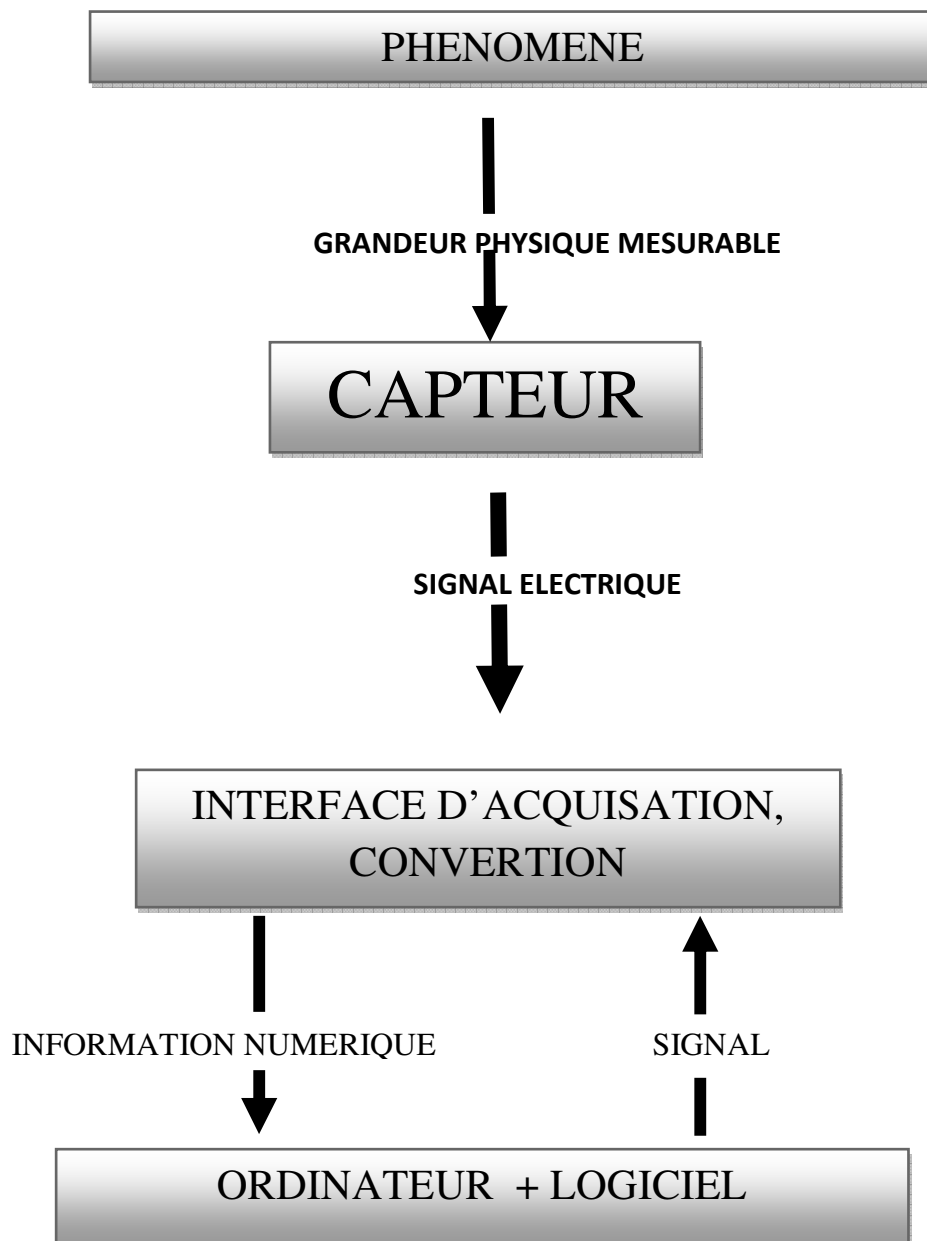 PHENOMENE
GRANDEUR PHYSIQUE MESURABLE
CAPTEUR
SIGNAL ELECTRIQUE
INTERFACE D’ACQUISATION,
CONVERTION
INFORMATION NUMERIQUE
SIGNAL
ORDINATEUR + LOGICIEL